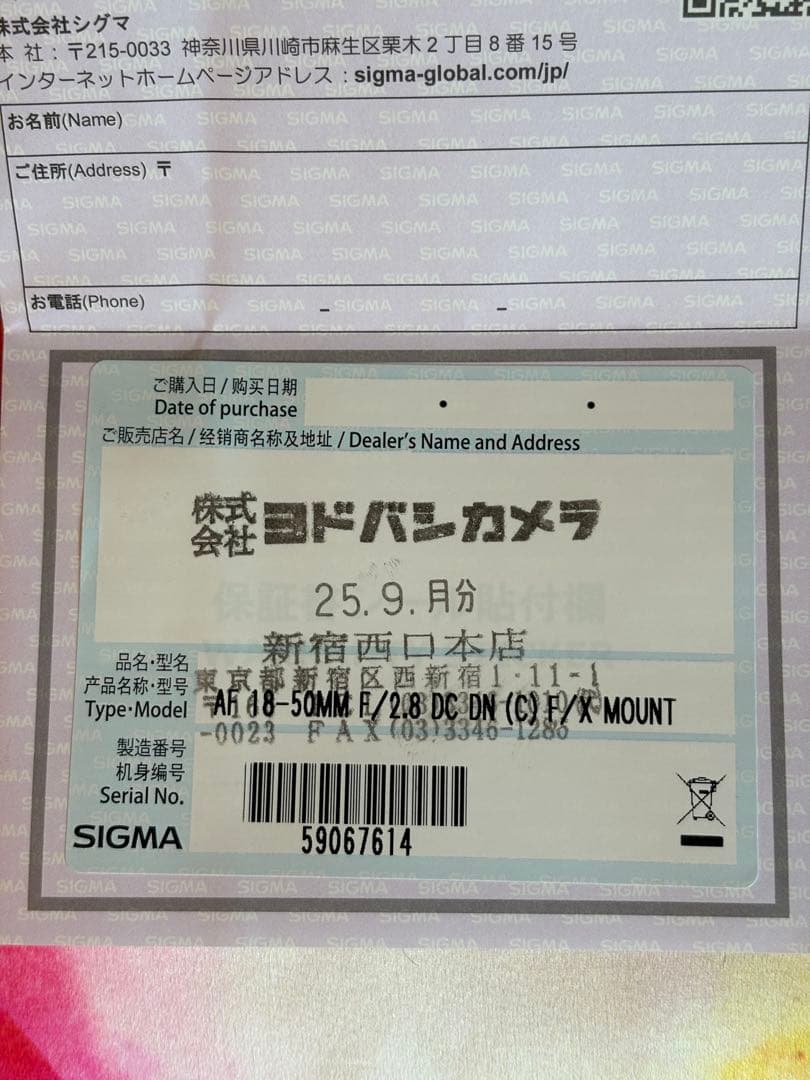 株式会社シグマ
本 社 : 〒215-0033 神奈川県川崎市麻生区栗木2丁目8番15号
インターネットホームページアドレス : sigma-global.com/jp/
お名前(Name)
ご住所(Address) 〒
お電話(Phone) – –
ご購入日 / 购买日期
Date of purchase ・ ・
ご販売店名 / 经销商名称及地址 / Dealer's Name and Address
株式会社ヨドバシカメラ
25.9.月分
新宿西口本店
東京都新宿区西新宿1-11-1
品名・型名
产品名称・型号
Type・Model
AF 18-50MM F/2.8 DC DN (C) F/X MOUNT
-0023 FAX(03)3346-1286
製造番号
机身编号
Serial No.
59067614
SIGMA